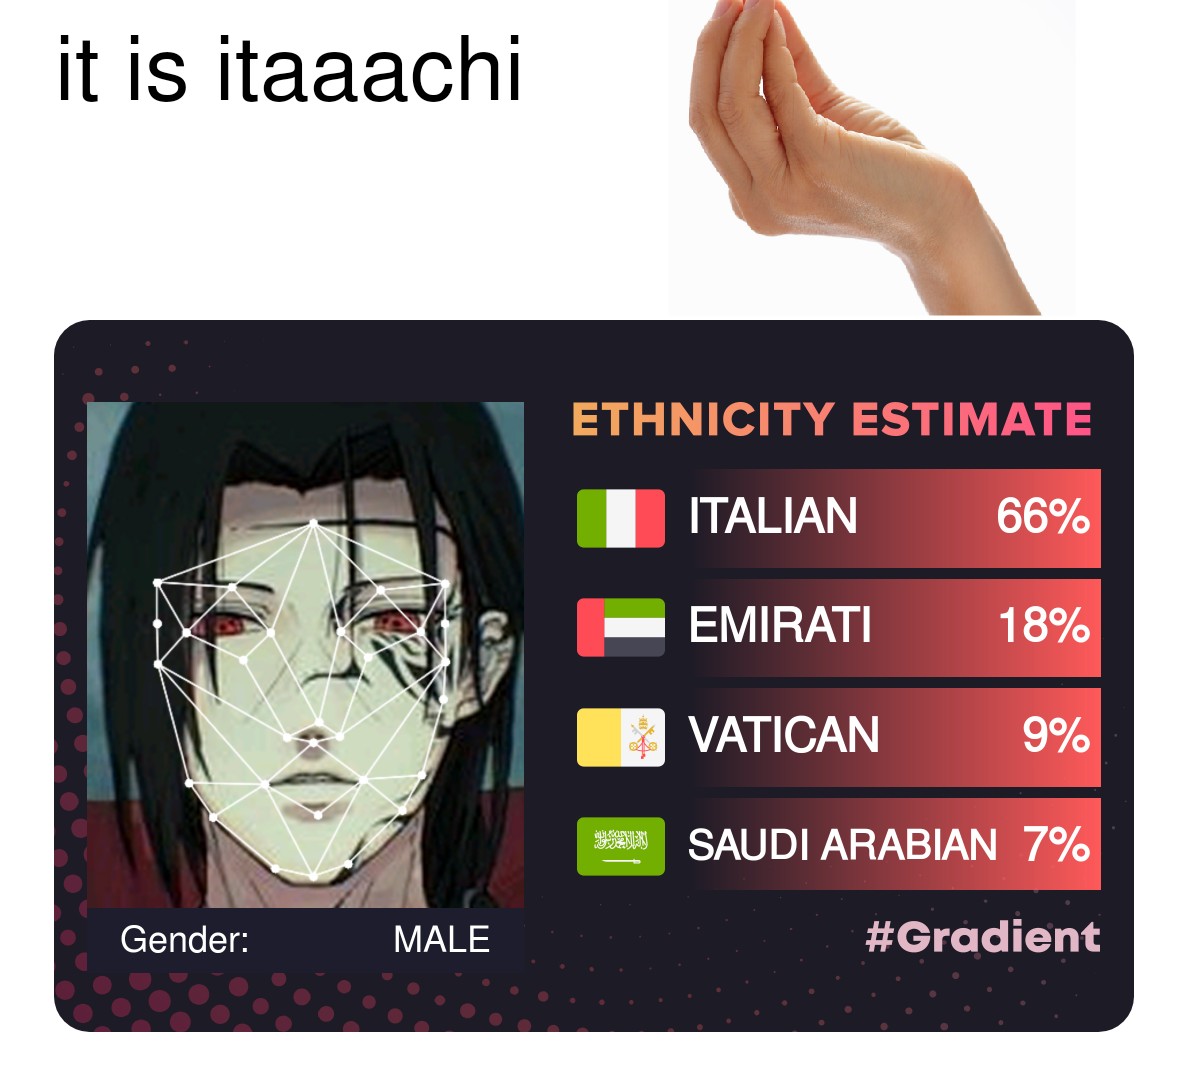 it is itaaachi
ETHNICITY ESTIMATE
ITALIAN 66%
EMIRATI 18%
VATICAN 9%
SAUDI ARABIAN 7%
Gender: MALE
#Gradient